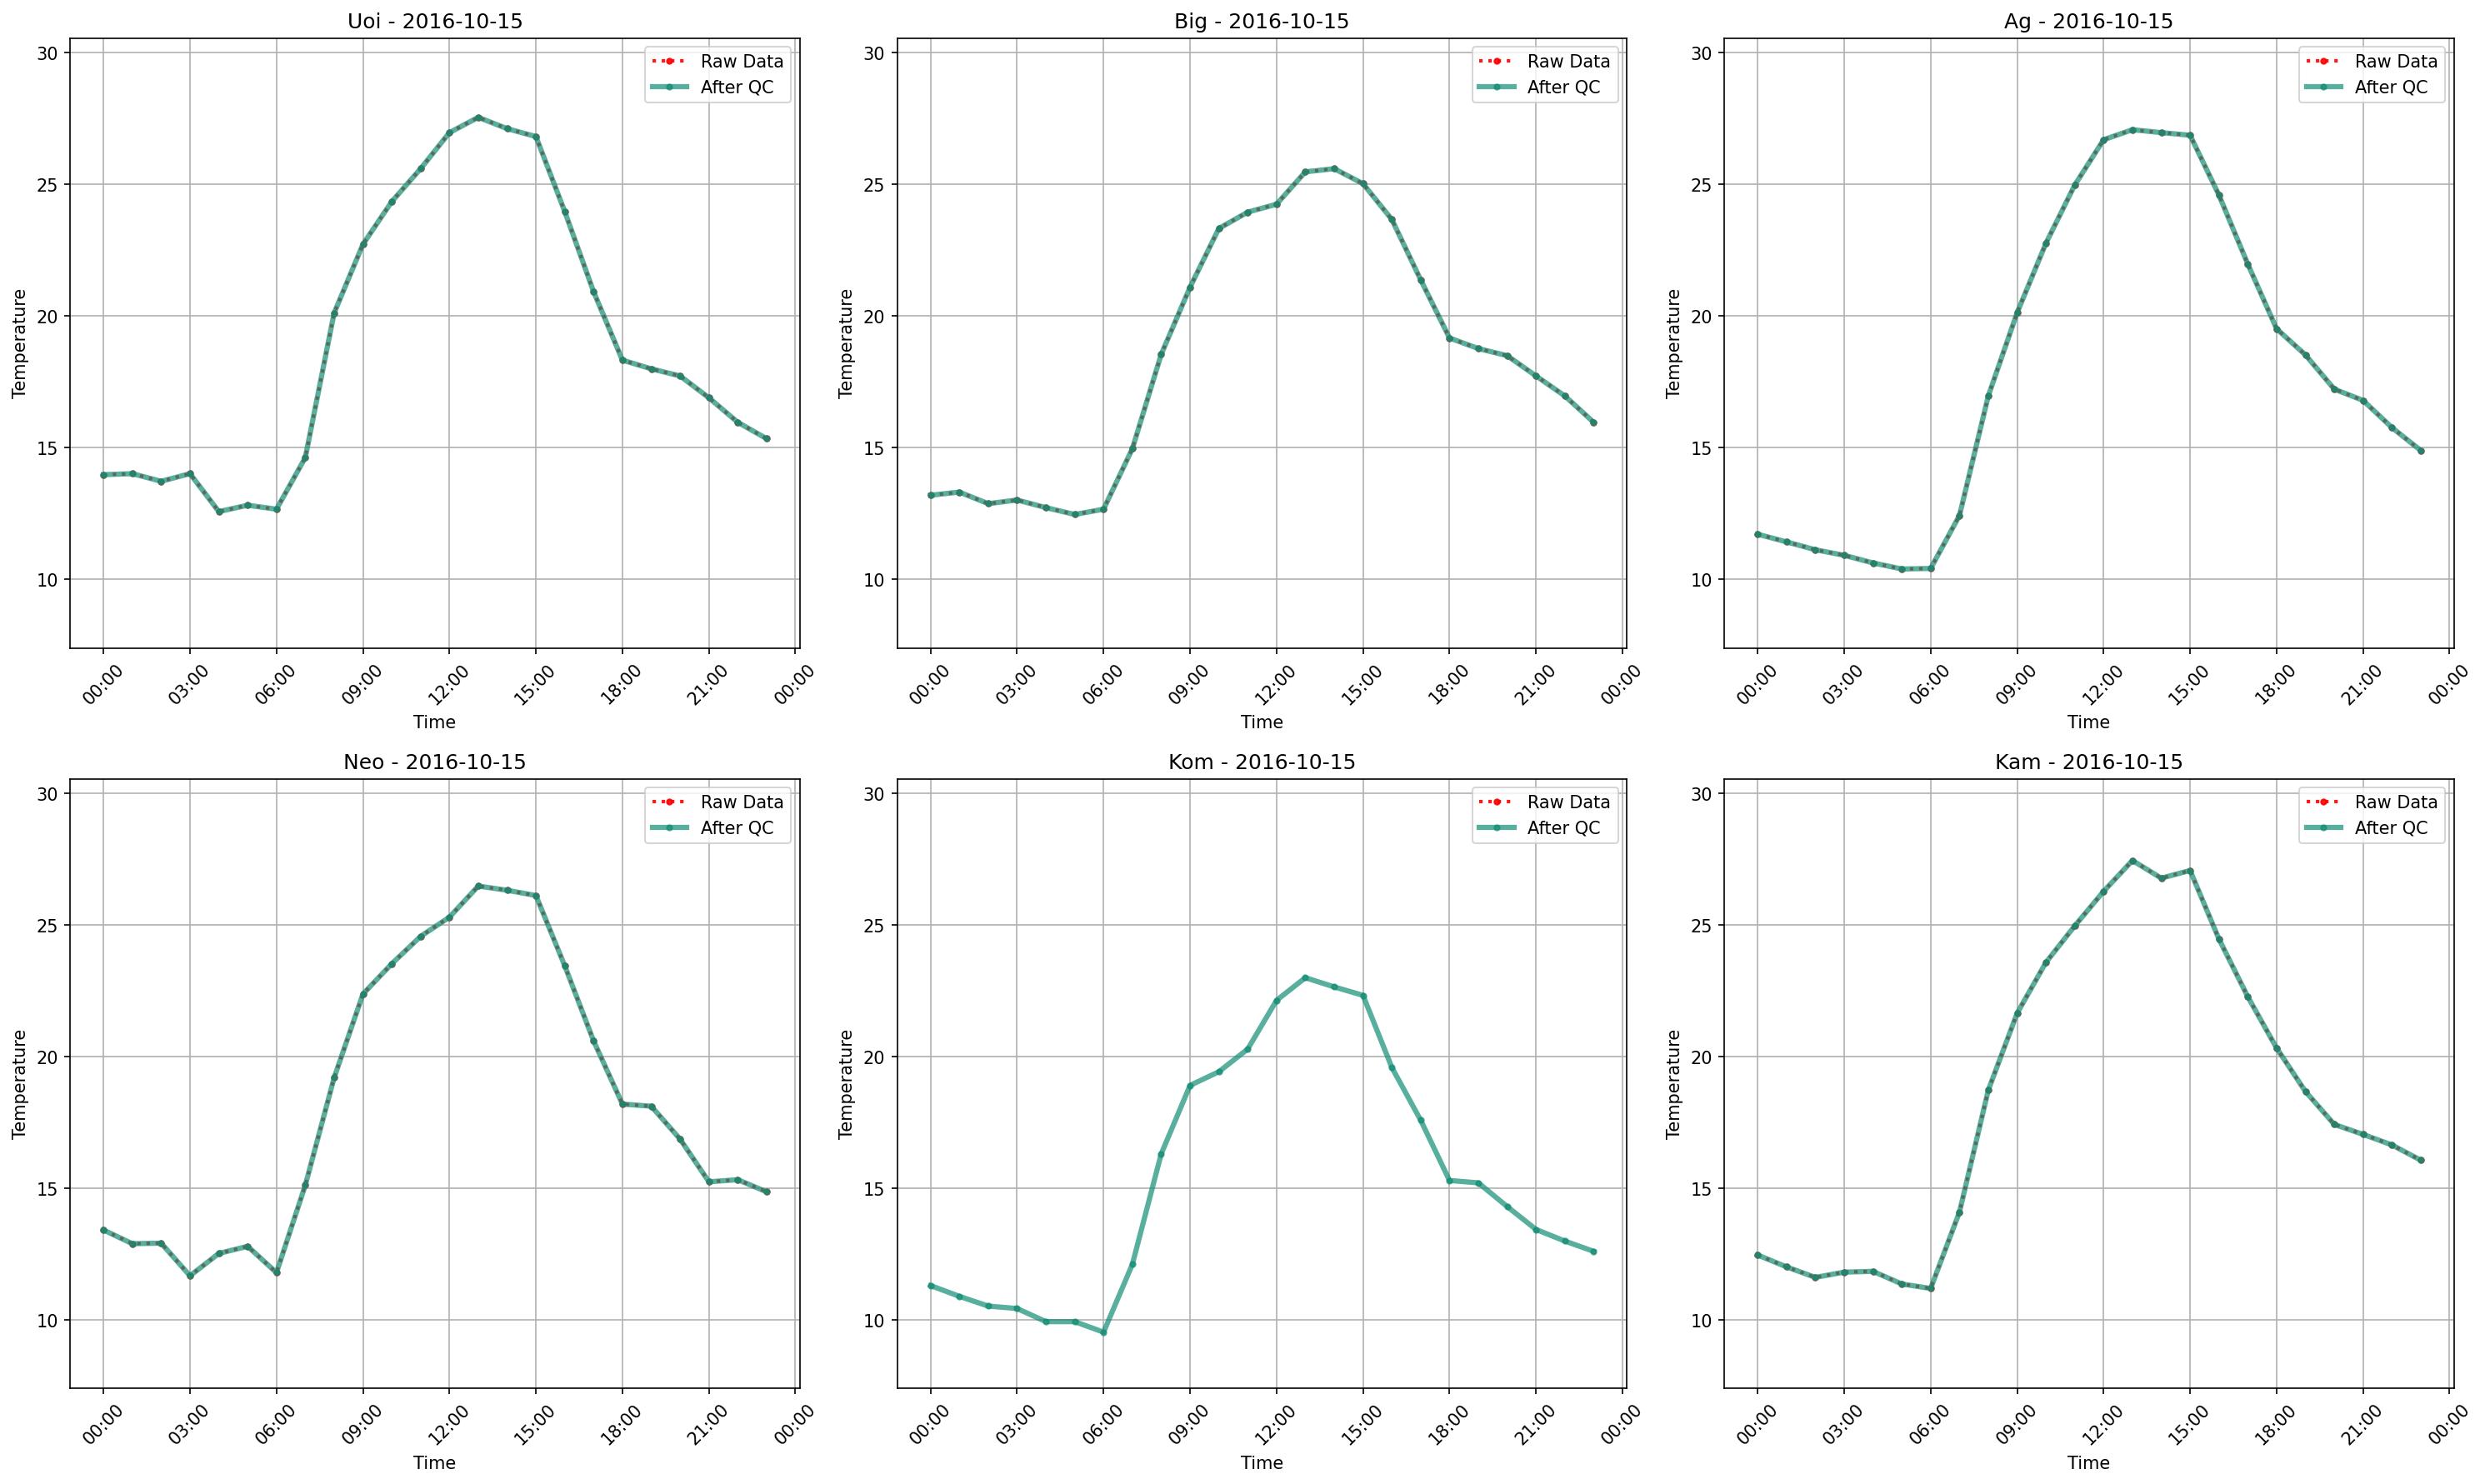 Uoi - 2016-10-15
30
25
20
15
10
Temperature
Raw Data
After QC
00:00
03:00
06:00
09:00
12:00
15:00
18:00
21:00
00:00
Time
Big - 2016-10-15
30
25
20
15
10
Temperature
Raw Data
After QC
00:00
03:00
06:00
09:00
12:00
15:00
18:00
21:00
00:00
Time
Ag - 2016-10-15
30
25
20
15
10
Temperature
Raw Data
After QC
00:00
03:00
06:00
09:00
12:00
15:00
18:00
21:00
00:00
Time
Neo - 2016-10-15
30
25
20
15
10
Temperature
Raw Data
After QC
00:00
03:00
06:00
09:00
12:00
15:00
18:00
21:00
00:00
Time
Kom - 2016-10-15
30
25
20
15
10
Temperature
Raw Data
After QC
00:00
03:00
06:00
09:00
12:00
15:00
18:00
21:00
00:00
Time
Kam - 2016-10-15
30
25
20
15
10
Temperature
Raw Data
After QC
00:00
03:00
06:00
09:00
12:00
15:00
18:00
21:00
00:00
Time